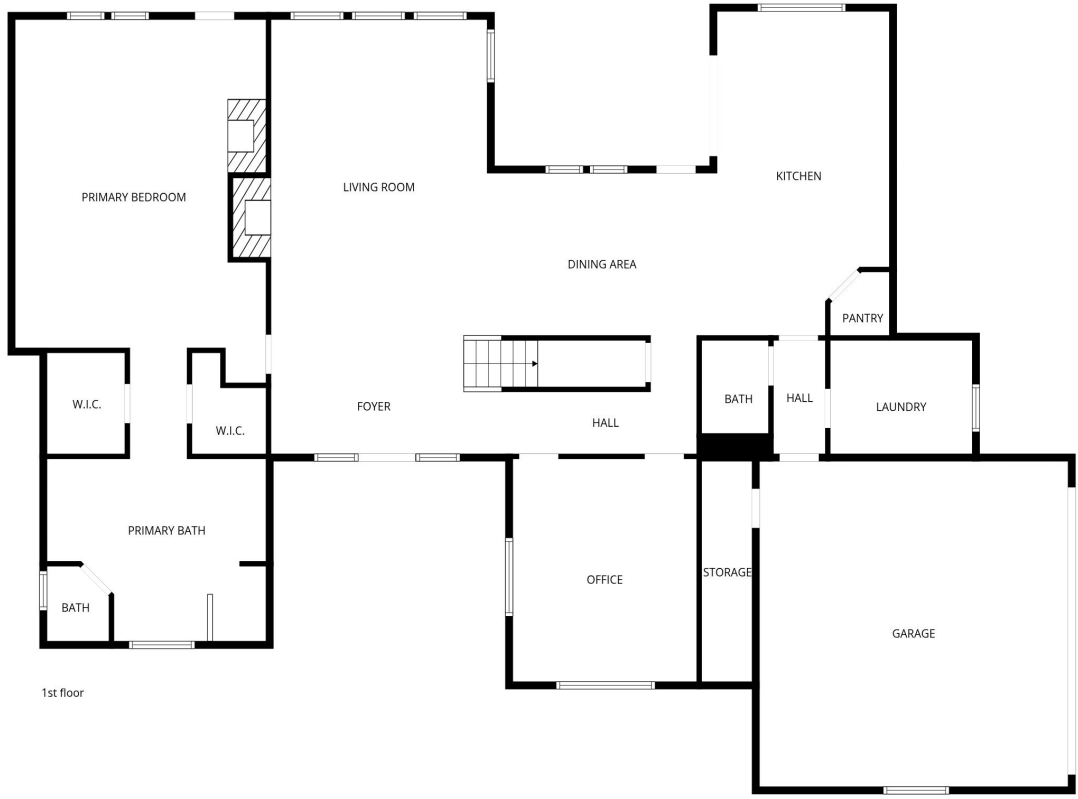 KITCHEN
LIVING ROOM
PRIMARY BEDROOM
DINING AREA
PANTRY
W.I.C.
FOYER
BATH
HALL
LAUNDRY
HALL
W.I.C.
PRIMARY BATH
STORAGE
OFFICE
BATH
GARAGE
1st floor